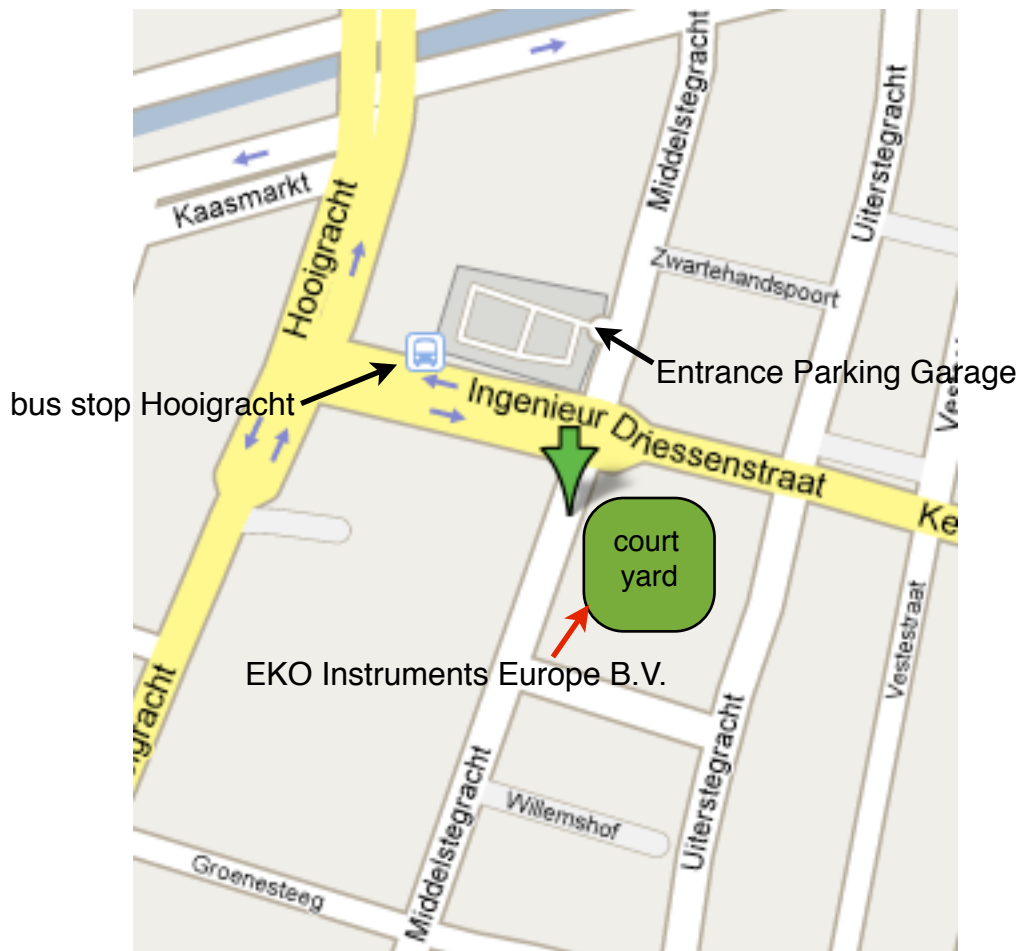 Middelstegracht
Uiterstegracht
Kaasmarkt
Hooigracht
Zwartehandspoort
Entrance Parking Garage
bus stop Hooigracht
Ingenieur Driessenstraat
Ke
court
yard
EKO Instruments Europe B.V.
Vestestraat
igracht
Middelstegracht
Uiterstegracht
Willemshof
Groenesteeg